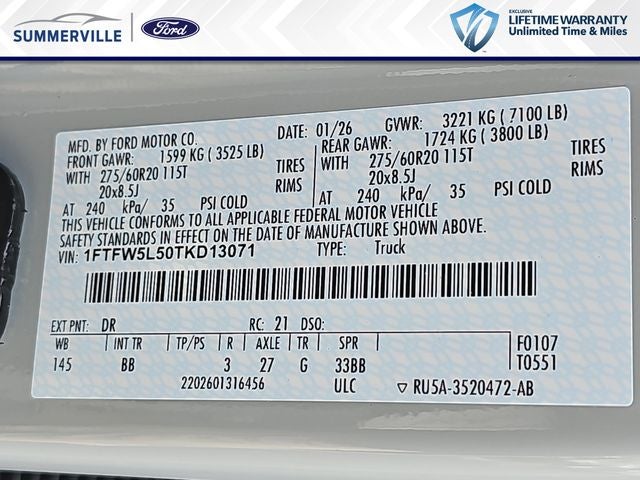 SUMMERVILLE
Ford
EXCLUSIVE
LIFETIME WARRANTY
Unlimited Time & Miles
MFD. BY FORD MOTOR CO. DATE: 01/26 GVWR: 3221 KG ( 7100 LB)
FRONT GAWR: 1599 KG ( 3525 LB) REAR GAWR: 1724 KG ( 3800 LB)
WITH 275/60R20 115T TIRES WITH 275/60R20 115T TIRES
20x8.5J RIMS 20x8.5J RIMS
AT 240 kPa/ 35 PSI COLD AT 240 kPa/ 35 PSI COLD
THIS VEHICLE CONFORMS TO ALL APPLICABLE FEDERAL MOTOR VEHICLE
SAFETY STANDARDS IN EFFECT ON THE DATE OF MANUFACTURE SHOWN ABOVE.
VIN: 1FTFW5L50TKD13071 TYPE: Truck
EXT PNT: DR RC: 21 DSO:
WB INT TR TP/PS R AXLE TR SPR F0107
145 BB 3 27 G 33BB T0551
2202601316456 ULC ▽ RU5A-3520472-AB